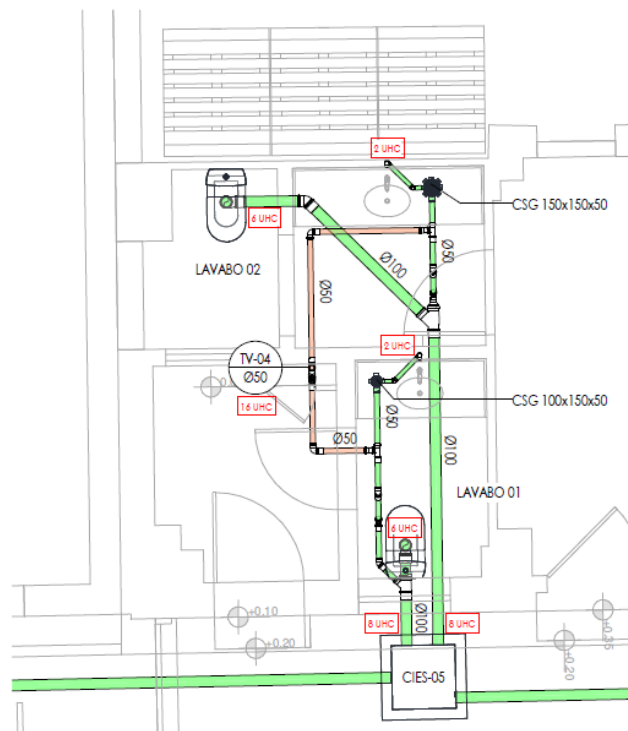 2 UHC
CSG 150x150x50
6 UHC
Ø50
Ø100
LAVABO 02
Ø50
2 UHC
TV-04
Ø50
16 UHC
CSG 100x150x50
Ø50
Ø50
Ø100
LAVABO 01
6 UHC
+0,10
+0,20
8 UHC
Ø100
8 UHC
+0,35
+0,20
CIES-05